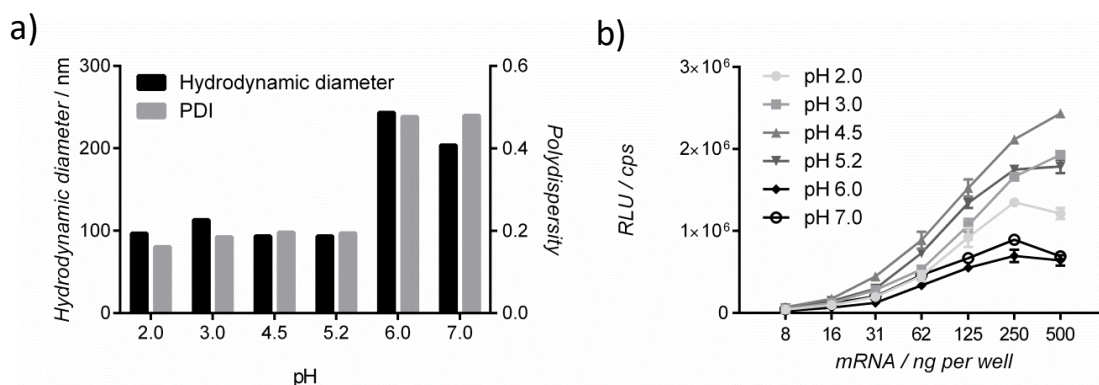 a)
Hydrodynamic diameter / nm
300
200
100
0
Hydrodynamic diameter
PDI
0.6
0.4
0.2
0.0
Polydispersity
2.0 3.0 4.5 5.2 6.0 7.0
pH
b)
RLU / cps
3×10⁶
2×10⁶
1×10⁶
0
pH 2.0
pH 3.0
pH 4.5
pH 5.2
pH 6.0
pH 7.0
8 16 31 62 125 250 500
mRNA / ng per well